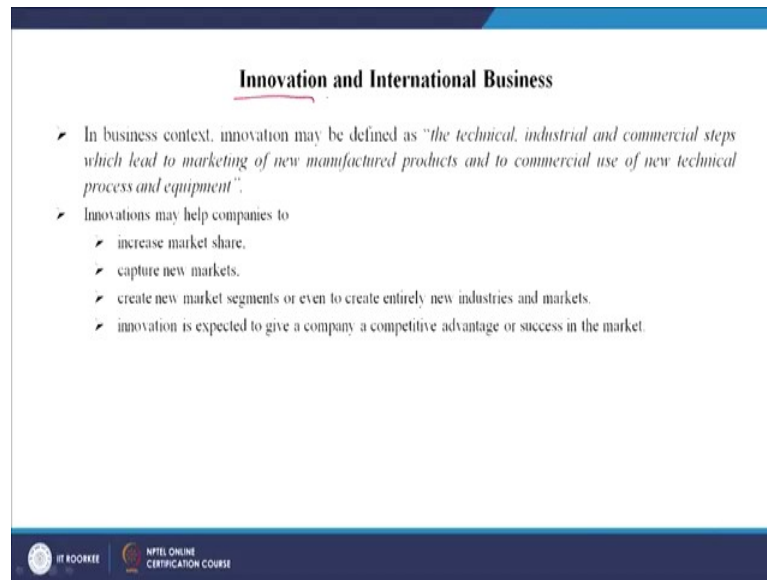 Innovation and International Business
➤ In business context, innovation may be defined as "the technical, industrial and commercial steps
which lead to marketing of new manufactured products and to commercial use of new technical
process and equipment".
➤ Innovations may help companies to
➤ increase market share,
➤ capture new markets,
➤ create new market segments or even to create entirely new industries and markets.
➤ innovation is expected to give a company a competitive advantage or success in the market.
IIT ROORKEE
NPTEL ONLINE
CERTIFICATION COURSE